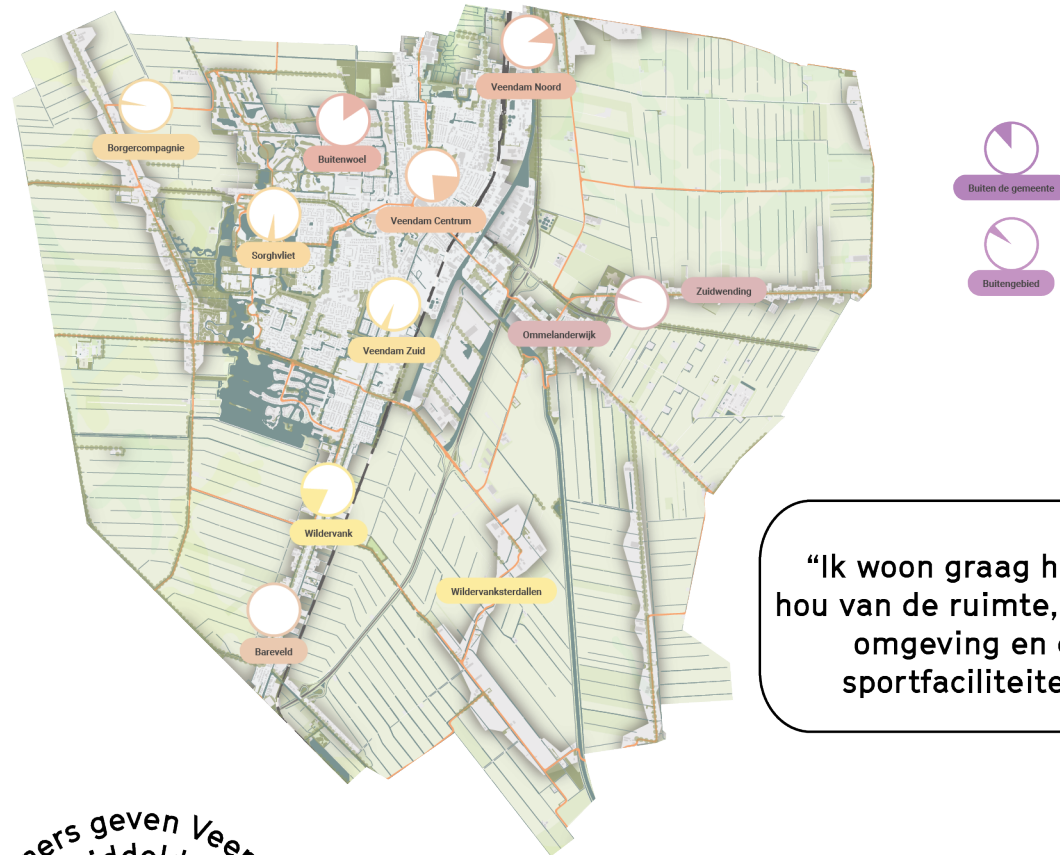 Veendam Noord
Borgercompagnie
Buitenwoel
Buiten de gemeente
Veendam Centrum
Sorghvliet
Buitengebied
Zuidwending
Ommelanderwijk
Veendam Zuid
Wildervank
Wildervanksterdallen
Bareveld
“Ik woon graag h
hou van de ruimte,
omgeving en
sportfaciliteite
ers geven Veen